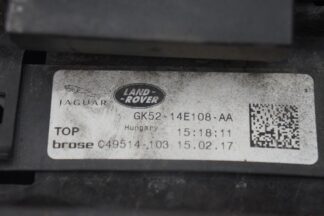 JAGUAR
LAND-
-ROVER
GK52-14E108-AA
Hungary 15:18:11
TOP
brose C49514-103 15.02.17